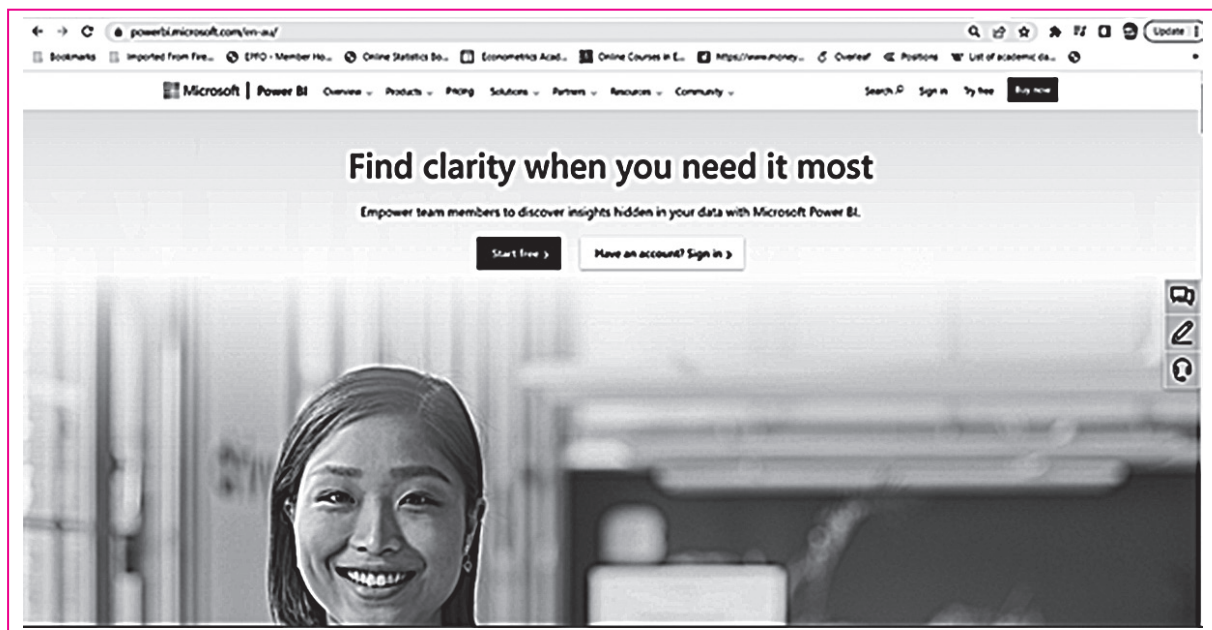 powerbi.microsoft.com/en-au/
Update
Bookmarks Imported From Fire... EPFO - Member Ho... Online Statistics Bo... Econometrics Acad... Online Courses in E... https://www.money... Overleaf Positions List of academic da...
Microsoft | Power BI Overview Products Pricing Solutions Partners Resources Community Search Sign in Try free Buy now
Find clarity when you need it most
Empower team members to discover insights hidden in your data with Microsoft Power BI.
Start free > Have an account? Sign in >